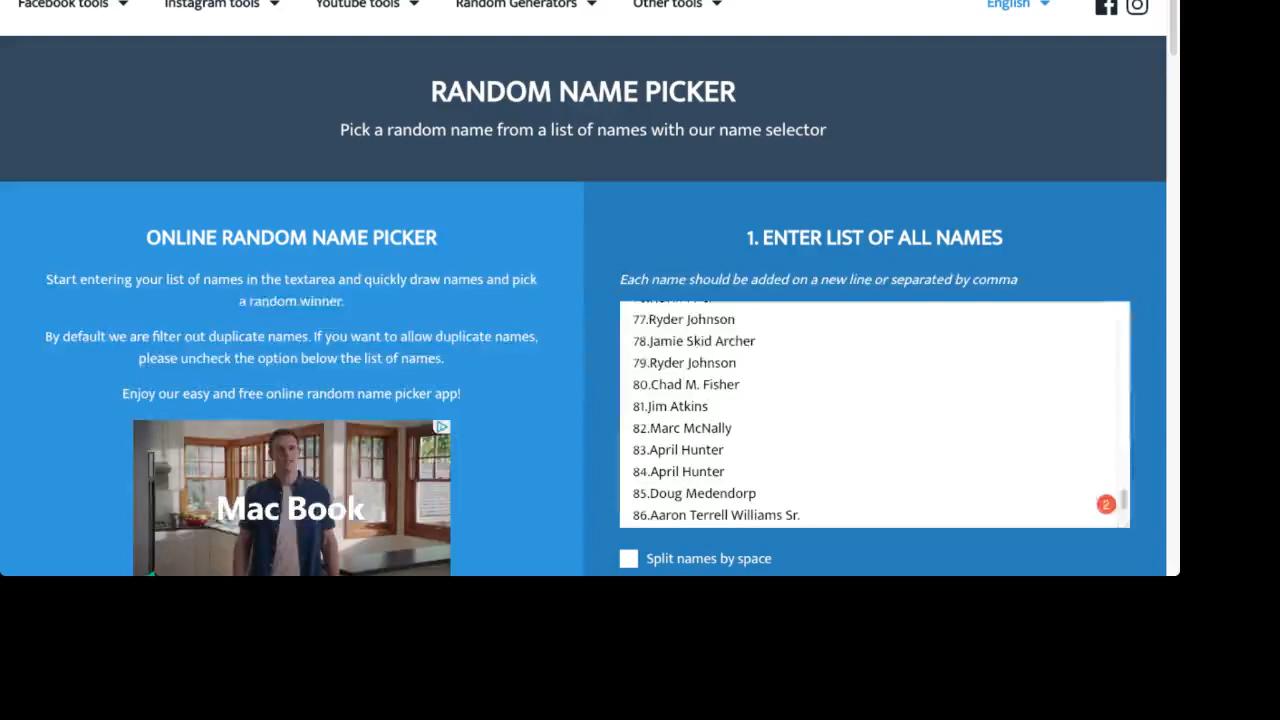 Facebook tools Instagram tools Youtube tools Random Generators Other tools English
RANDOM NAME PICKER
Pick a random name from a list of names with our name selector
ONLINE RANDOM NAME PICKER
Start entering your list of names in the textarea and quickly draw names and pick
a random winner.
By default we are filter out duplicate names. If you want to allow duplicate names,
please uncheck the option below the list of names.
Enjoy our easy and free online random name picker app!
Mac Book
1. ENTER LIST OF ALL NAMES
Each name should be added on a new line or separated by comma
77.Ryder Johnson
78.Jamie Skid Archer
79.Ryder Johnson
80.Chad M. Fisher
81.Jim Atkins
82.Marc McNally
83.April Hunter
84.April Hunter
85.Doug Medendorp
86.Aaron Terrell Williams Sr.
2
Split names by space